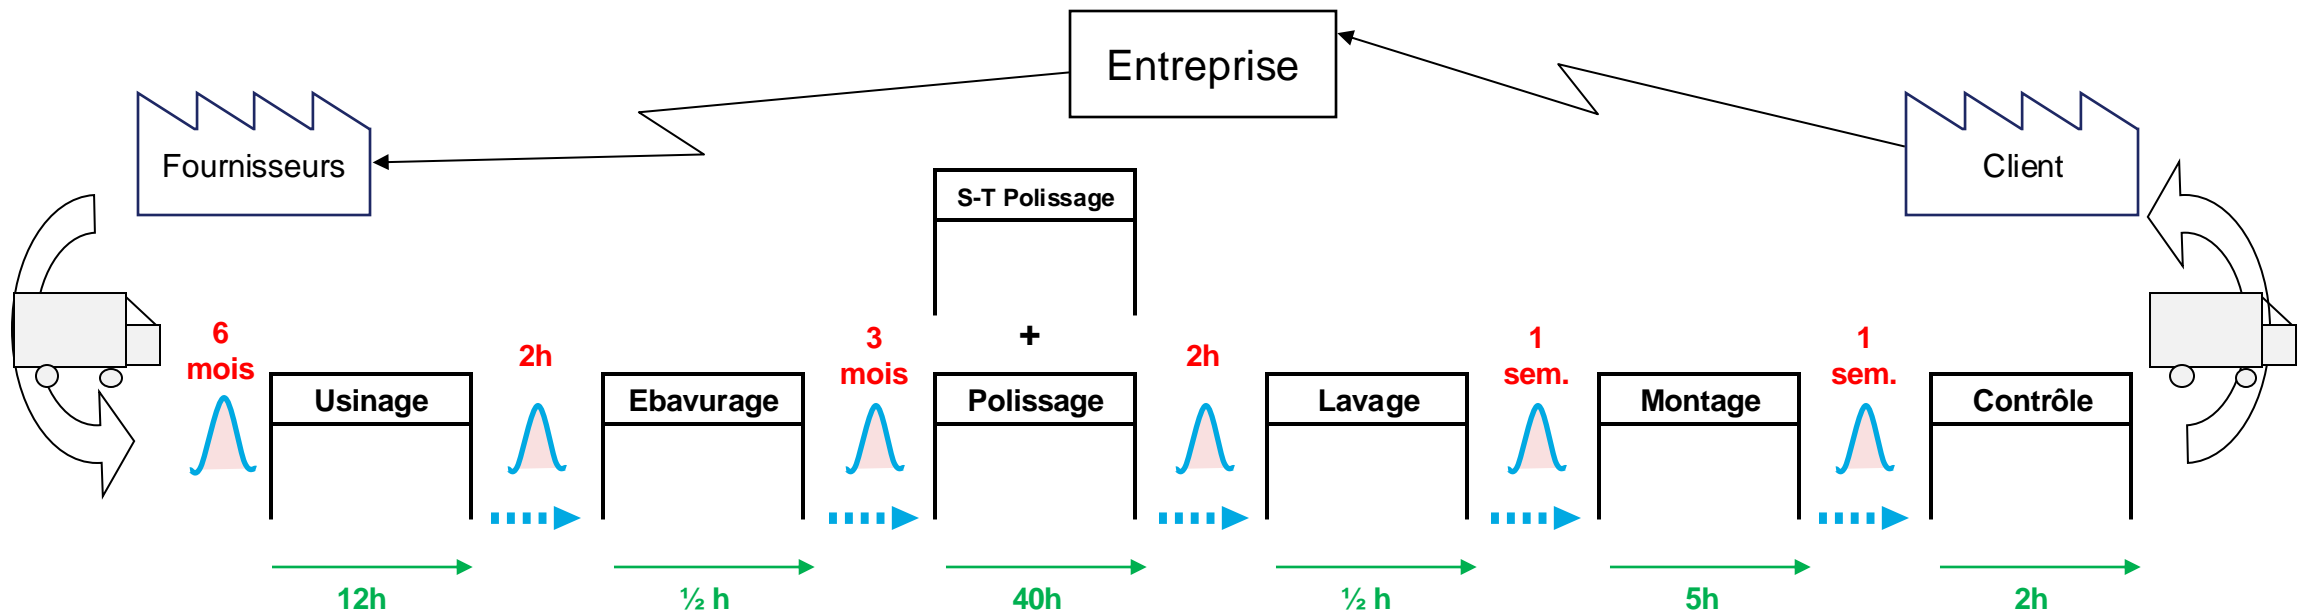 Entreprise
Fournisseurs
Client
S-T Polissage
+
6
mois
2h
3
mois
2h
1
sem.
1
sem.
Usinage
Ebavurage
Polissage
Lavage
Montage
Contrôle
12h
½ h
40h
½ h
5h
2h